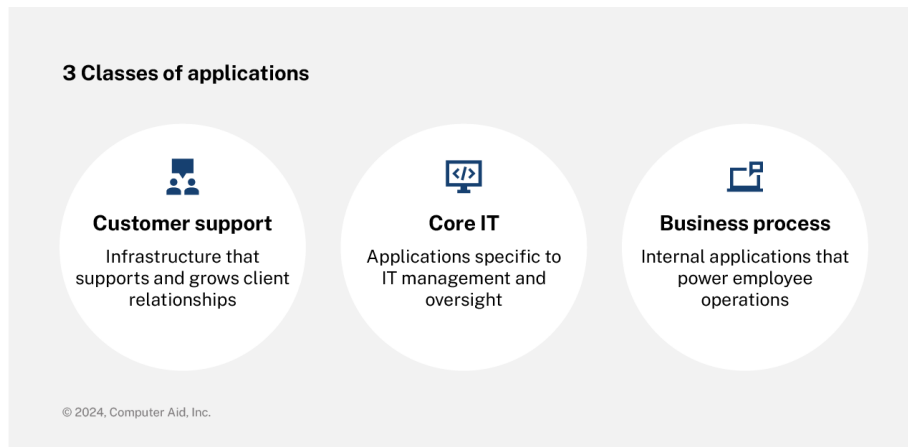 3 Classes of applications
Customer support
Infrastructure that
supports and grows client
relationships
Core IT
Applications specific to
IT management and
oversight
Business process
Internal applications that
power employee
operations
© 2024, Computer Aid, Inc.